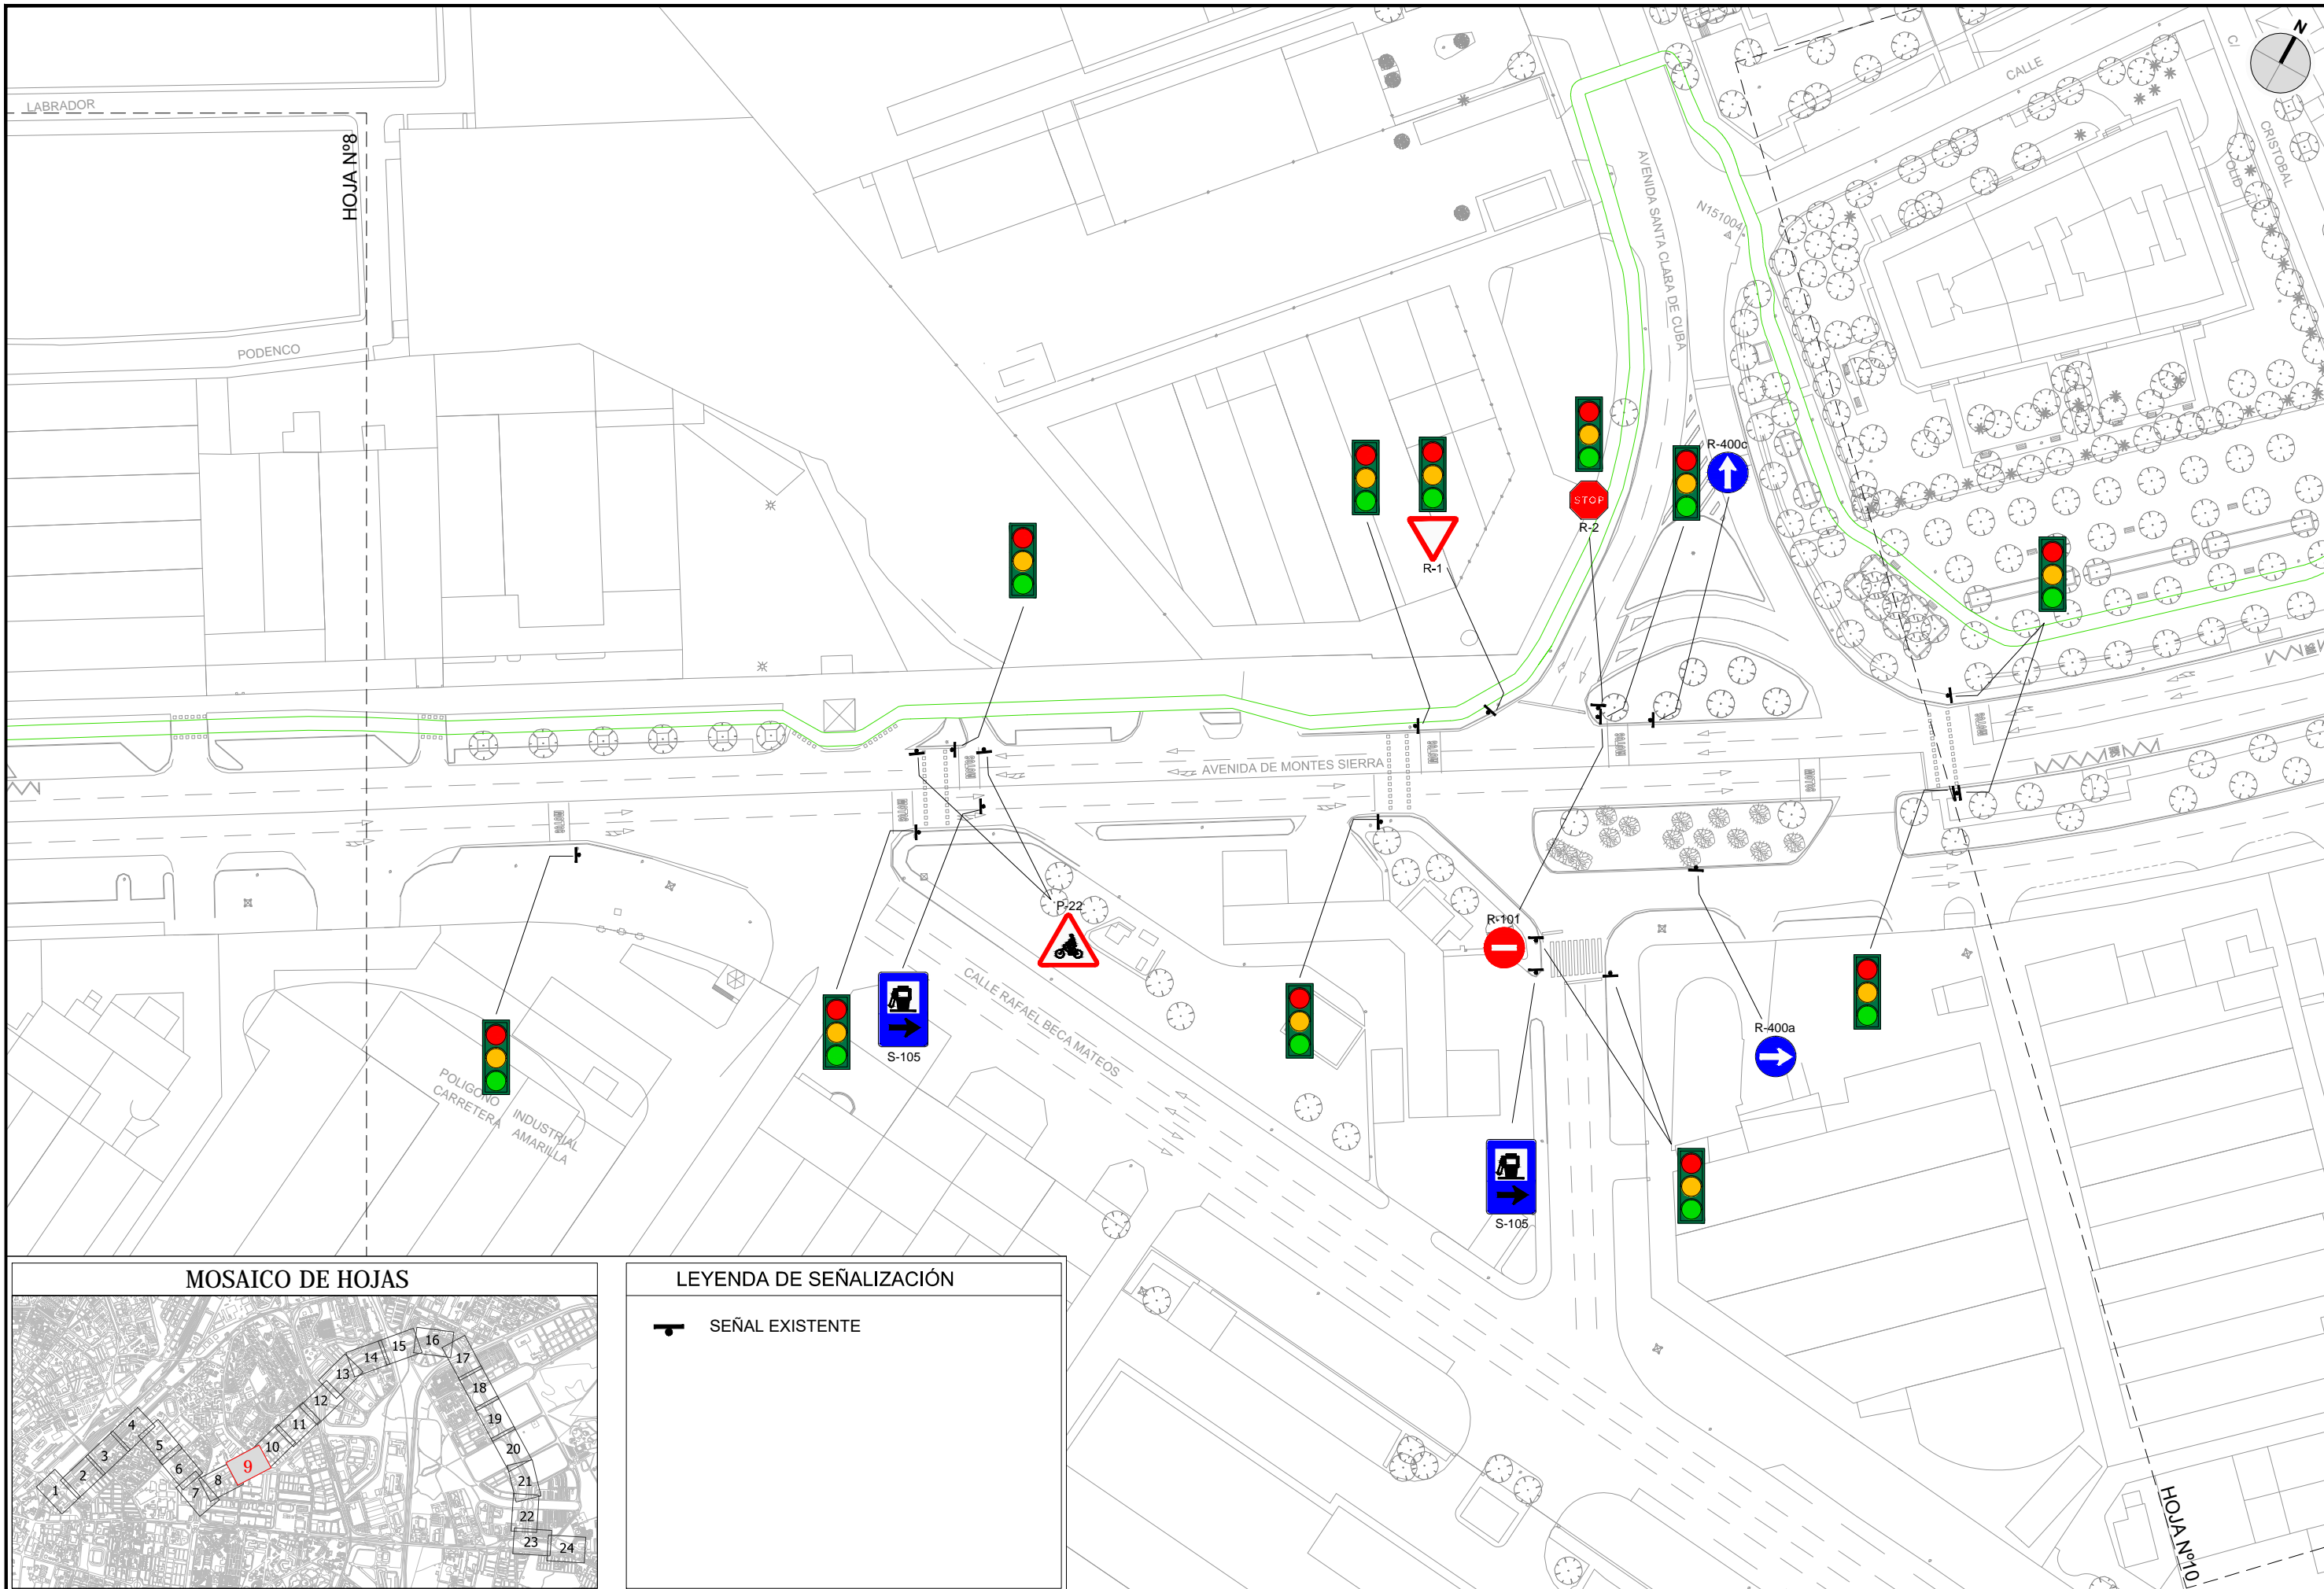 N
LABRADOR
CALLE
C/
CRISTOBAL
OLID
HOJA Nº8
AVENIDA SANTA CLARA DE CUBA
N151004
PODENCO
R-400c
STOP
R-2
R-1
AVENIDA DE MONTES SIERRA
P-22
R-101
CALLE RAFAEL BECA MATEOS
R-400a
S-105
POLIGONO INDUSTRIAL
CARRETERA AMARILLA
S-105
HOJA Nº10
MOSAICO DE HOJAS
1
2
3
4
5
6
7
8
9
10
11
12
13
14
15
16
17
18
19
20
21
22
23
24
LEYENDA DE SEÑALIZACIÓN
SEÑAL EXISTENTE